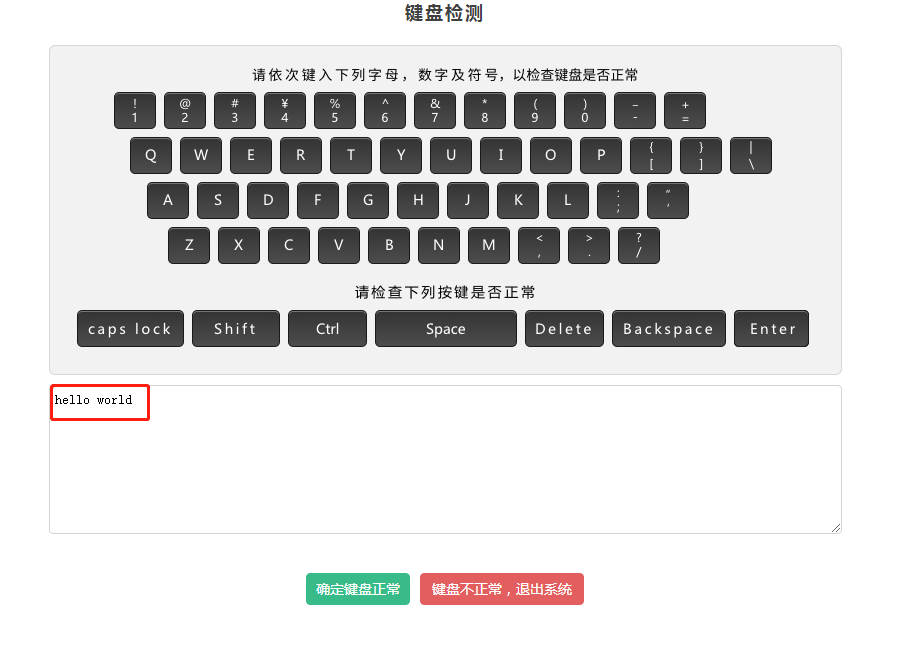 键盘检测
请依次键入下列字母，数字及符号，以检查键盘是否正常
! @ # ¥ % ^ & * ( ) – +
1 2 3 4 5 6 7 8 9 0 - =
Q W E R T Y U I O P { } |
[ ] \
A S D F G H J K L : "
; '
Z X C V B N M < > ?
, . /
请检查下列按键是否正常
caps lock Shift Ctrl Space Delete Backspace Enter
hello world
确定键盘正常 键盘不正常，退出系统